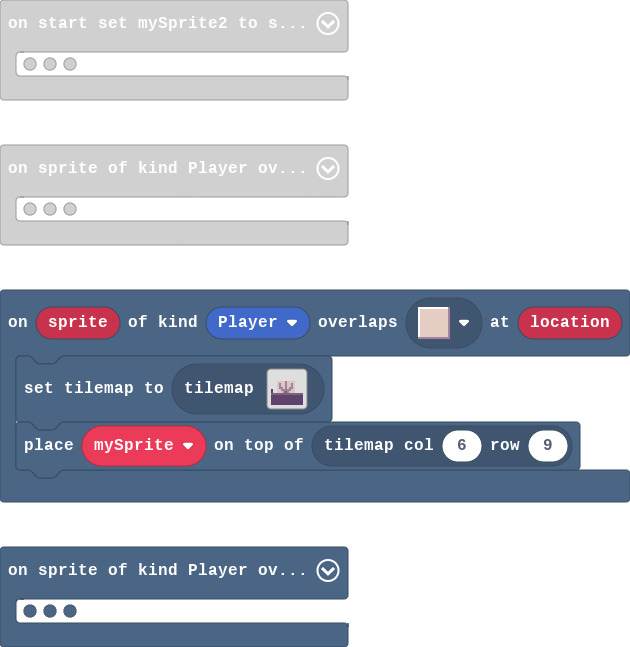 on start set mySprite2 to s...
on sprite of kind Player ov...
on sprite of kind Player overlaps at location
set tilemap to tilemap
place mySprite on top of tilemap col 6 row 9
on sprite of kind Player ov...